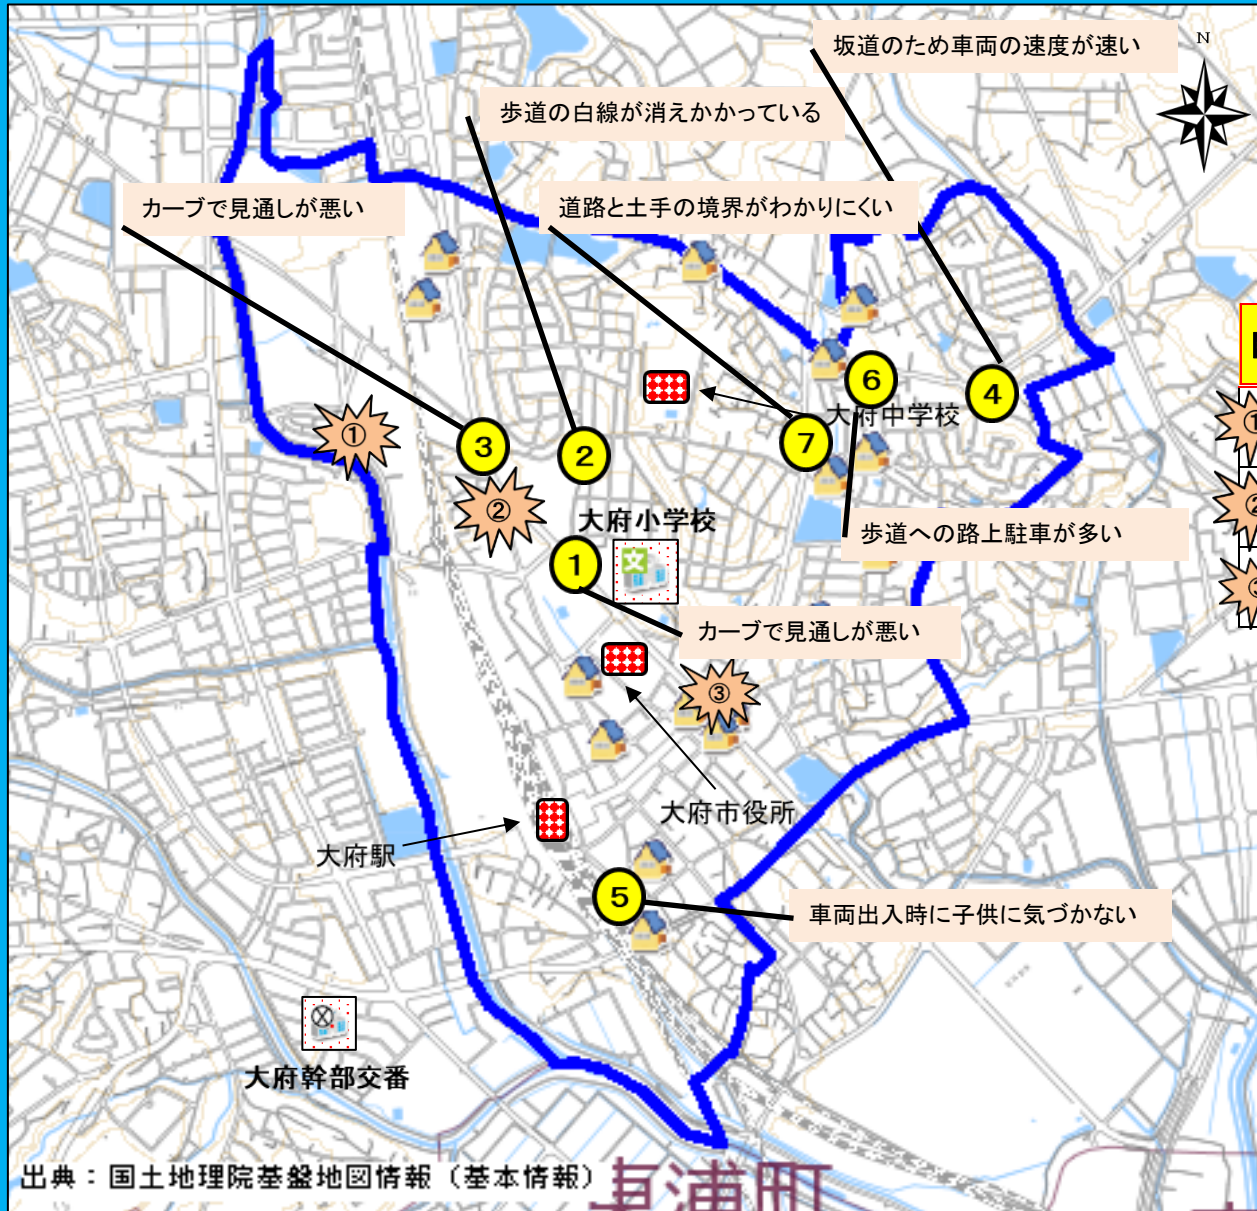 坂道のため車両の速度が速い
N
歩道の白線が消えかかっている
カーブで見通しが悪い
道路と土手の境界がわかりにくい
6
4
大府中学校
①
3
2
7
①
②
大府小学校
②
歩道への路上駐車が多い
1
③
カーブで見通しが悪い
③
大府市役所
大府駅
5
車両出入時に子供に気づかない
文
大府幹部交番
出典：国土地理院基盤地図情報（基本情報）
東浦町